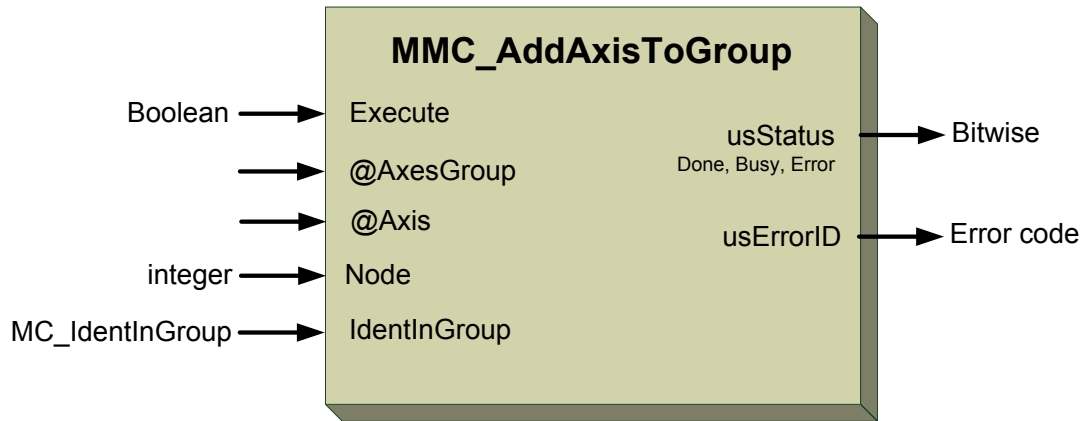 MMC_AddAxisToGroup
Boolean Execute
usStatus Bitwise
Done, Busy, Error
@AxesGroup
@Axis
usErrorID Error code
integer Node
MC_IdentInGroup IdentInGroup